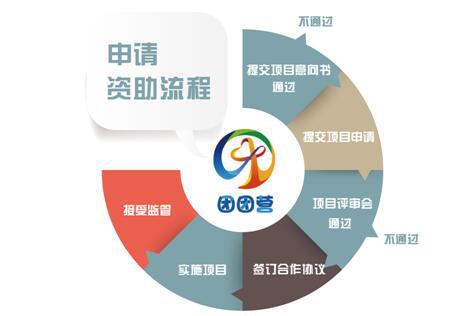 申请
资助流程
不通过
提交项目意向书
通过
提交项目申请
项目评审会
通过
不通过
签订合作协议
实施项目
接受监管
团团营